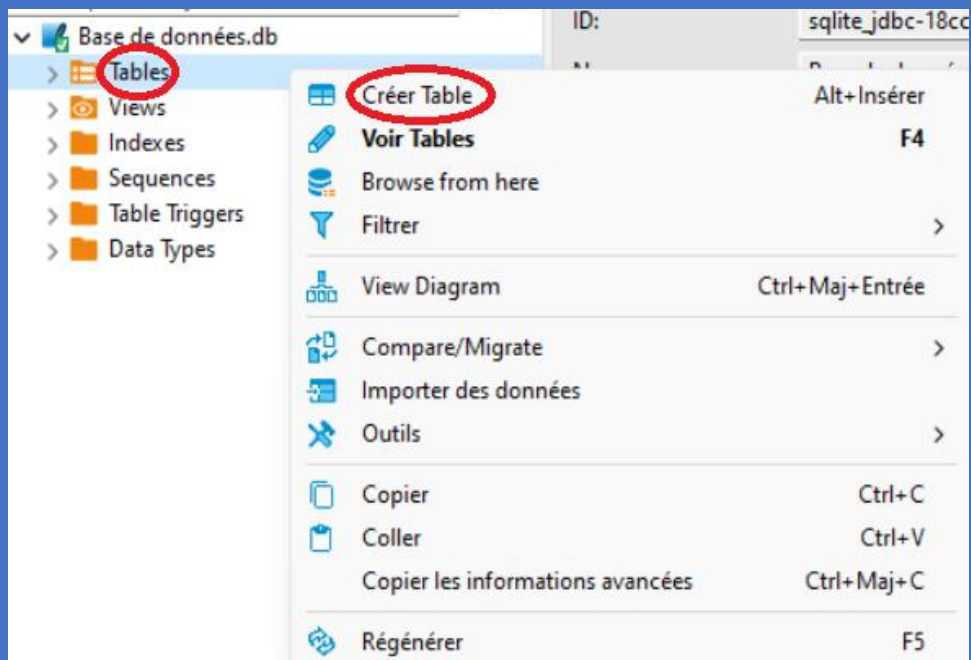 ID:
sqlite_jdbc-18cc
Base de données.db
Tables
Views
Indexes
Sequences
Table Triggers
Data Types
Créer Table Alt+Insérer
Voir Tables F4
Browse from here
Filtrer
View Diagram Ctrl+Maj+Entrée
Compare/Migrate
Importer des données
Outils
Copier Ctrl+C
Coller Ctrl+V
Copier les informations avancées Ctrl+Maj+C
Régénérer F5